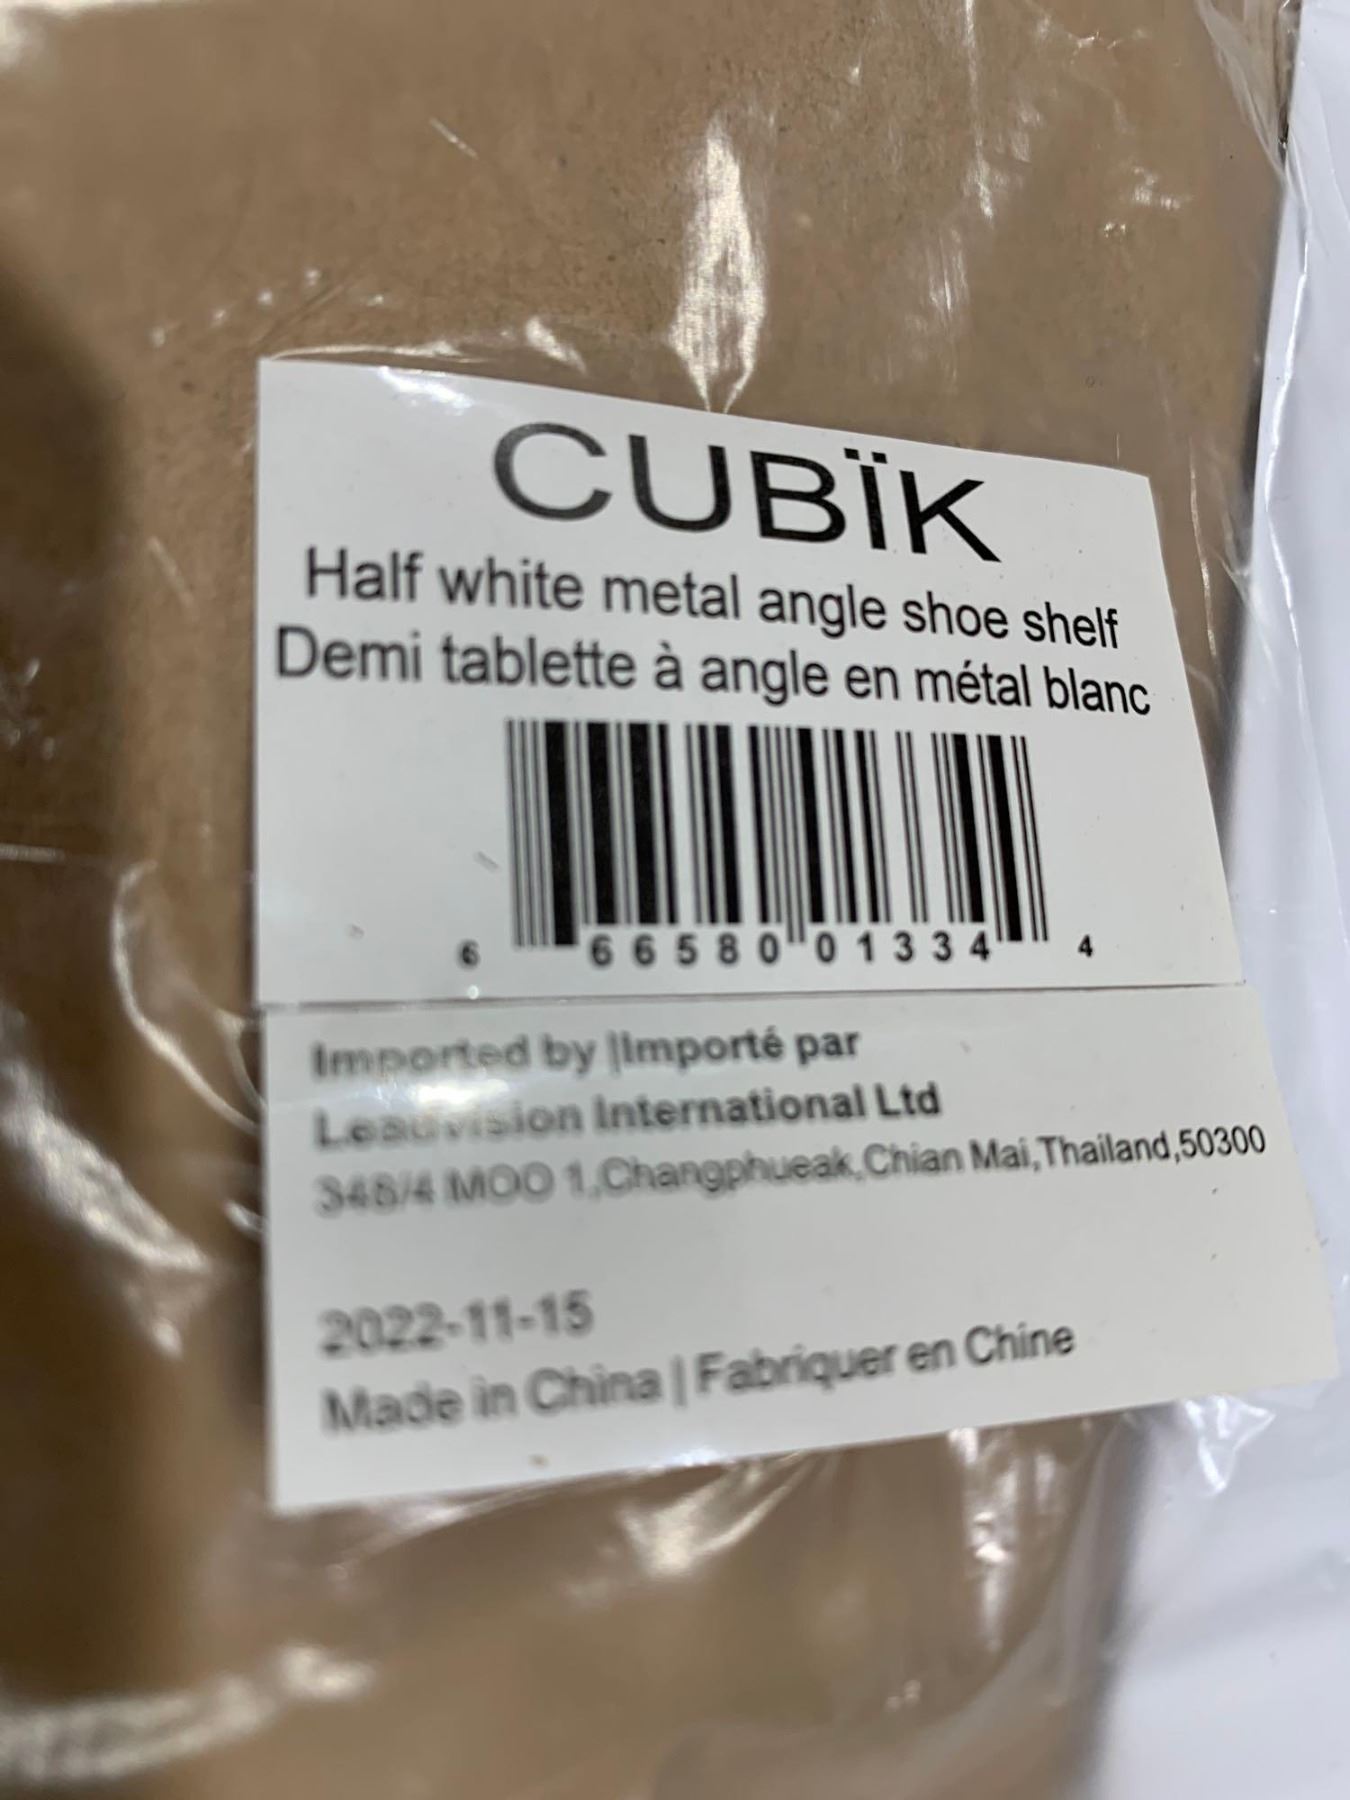 CUBÏK
Half white metal angle shoe shelf
Demi tablette à angle en métal blanc
6 66580 01334 4
Imported by |Importé par
Leadvision International Ltd
MOO 1,Changphueak,Chian Mai,Thailand,50300
2022-11-15
Made in China | Fabriquer en Chine